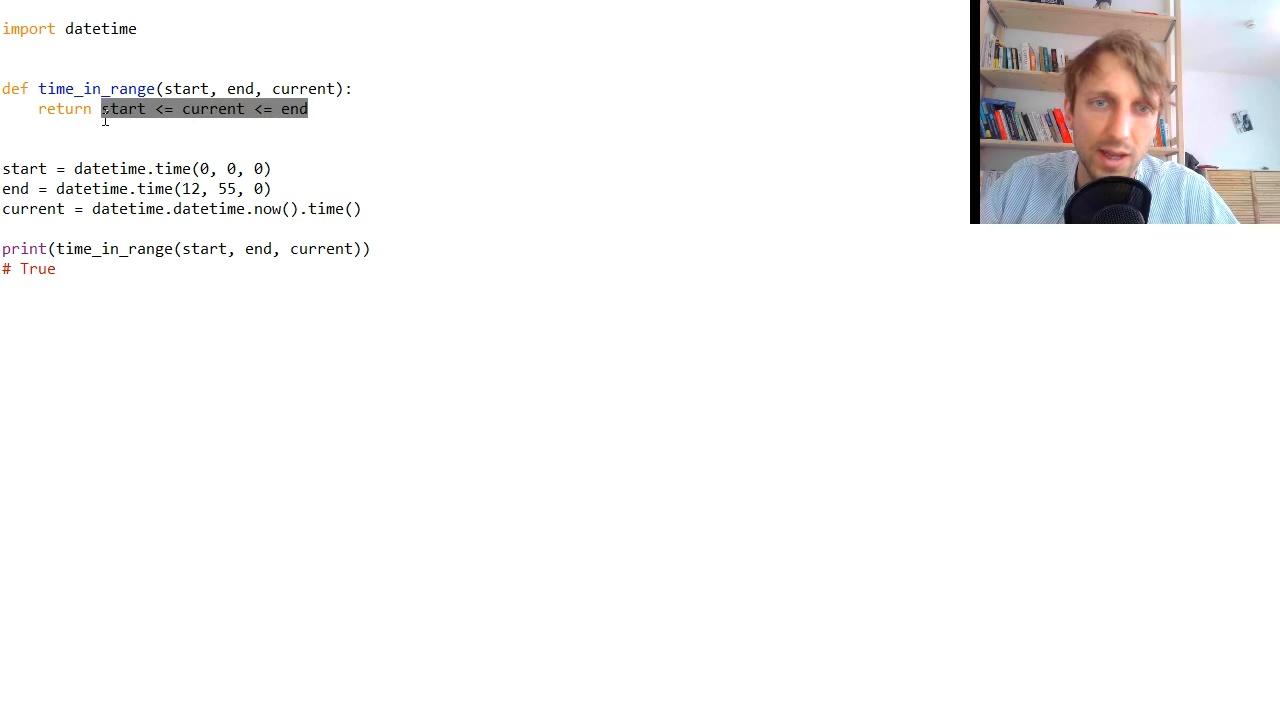 import datetime
def time_in_range(start, end, current):
    return start <= current <= end
start = datetime.time(0, 0, 0)
end = datetime.time(12, 55, 0)
current = datetime.datetime.now().time()
print(time_in_range(start, end, current))
# True